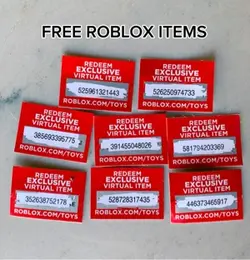 FREE ROBLOX ITEMS
REDEEM
EXCLUSIVE
VIRTUAL ITEM
525961321443
ROBLOX.COM/TOYS
REDEEM
EXCLUSIVE
VIRTUAL ITEM
526250974733
ROBLOX.COM/TOYS
REDEEM
EXCLUSIVE
VIRTUAL ITEM
385693395775
ROBLOX.COM/TOYS
REDEEM
EXCLUSIVE
VIRTUAL ITEM
391455048026
ROBLOX.COM/TOYS
REDEEM
EXCLUSIVE
VIRTUAL ITEM
581734203369
ROBLOX.COM/TOYS
REDEEM
EXCLUSIVE
VIRTUAL ITEM
352638752178
ROBLOX.COM/TOYS
REDEEM
EXCLUSIVE
VIRTUAL ITEM
528728317435
ROBLOX.COM/TOYS
REDEEM
EXCLUSIVE
VIRTUAL ITEM
446373465917
ROBLOX.COM/TOYS